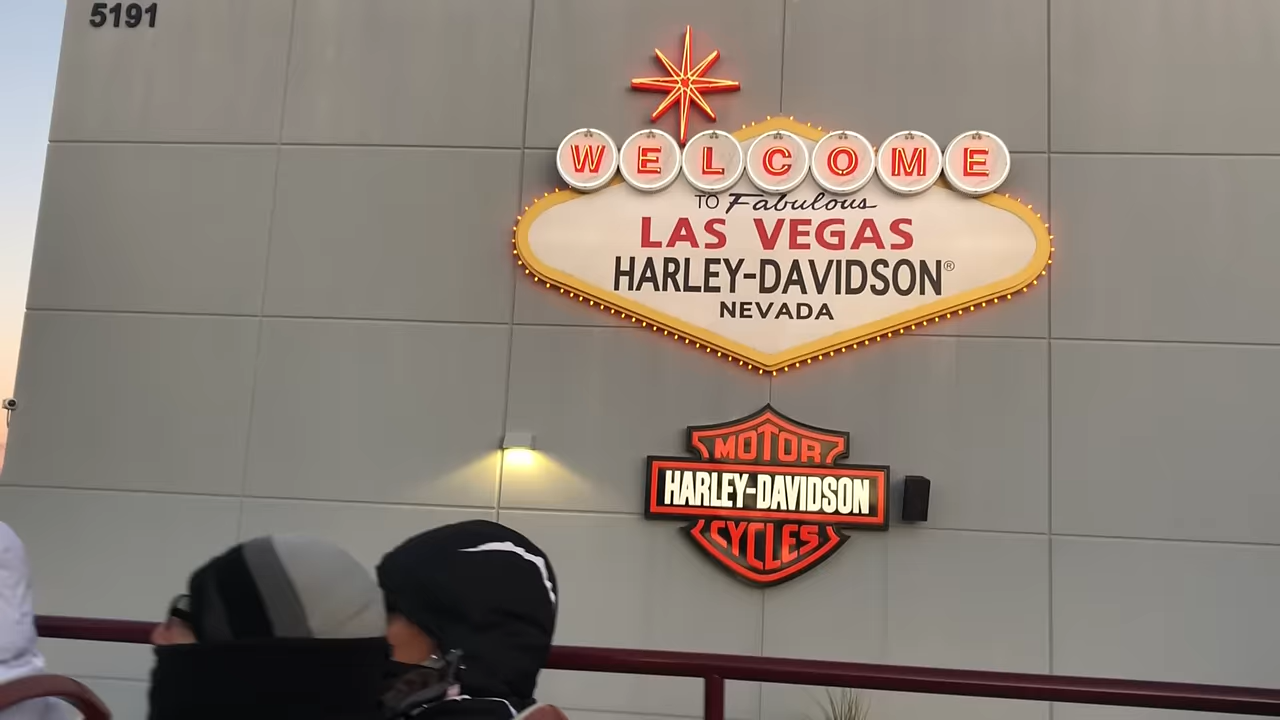 5191
WELCOME
TO Fabulous
LAS VEGAS
HARLEY-DAVIDSON®
NEVADA
MOTOR
HARLEY-DAVIDSON
CYCLES